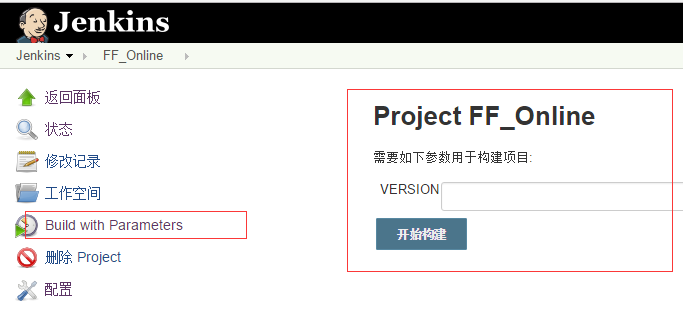 Jenkins
Jenkins FF_Online
返回面板
状态
修改记录
工作空间
Build with Parameters
删除 Project
配置
Project FF_Online
需要如下参数用于构建项目:
VERSION
开始构建